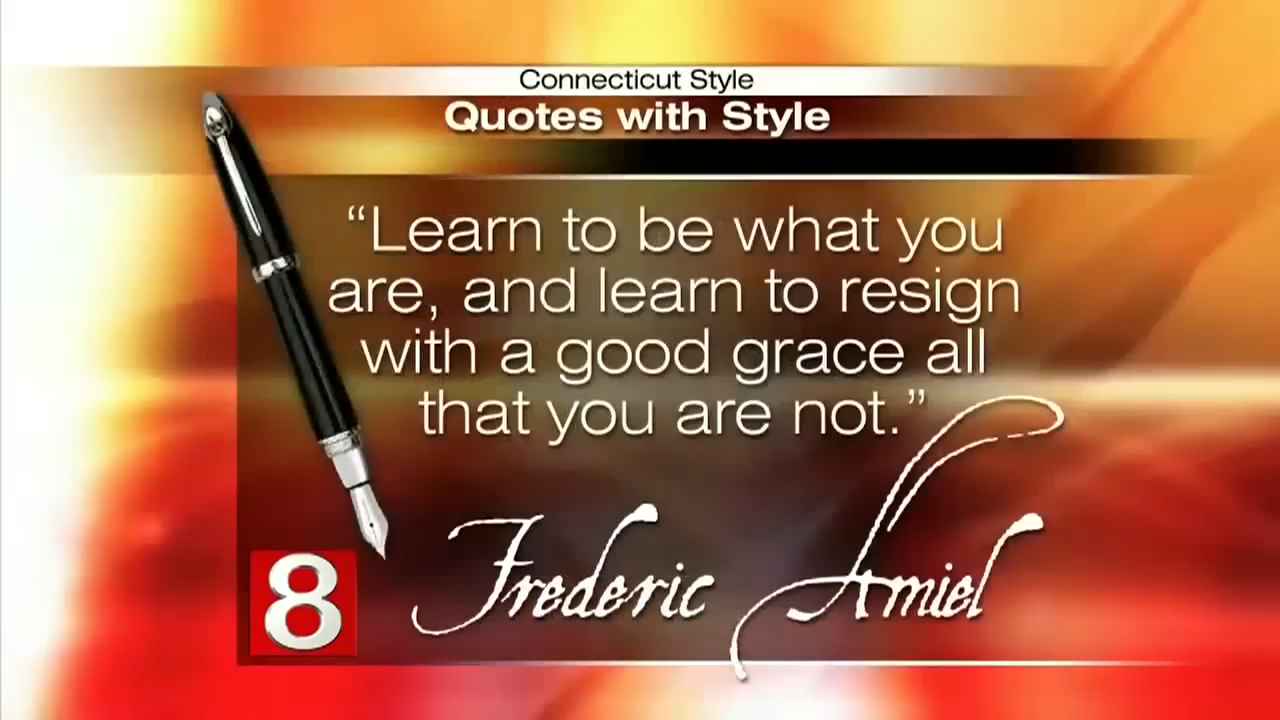 Connecticut Style
Quotes with Style
“Learn to be what you
are, and learn to resign
with a good grace all
that you are not.”
Frederic Amiel
8